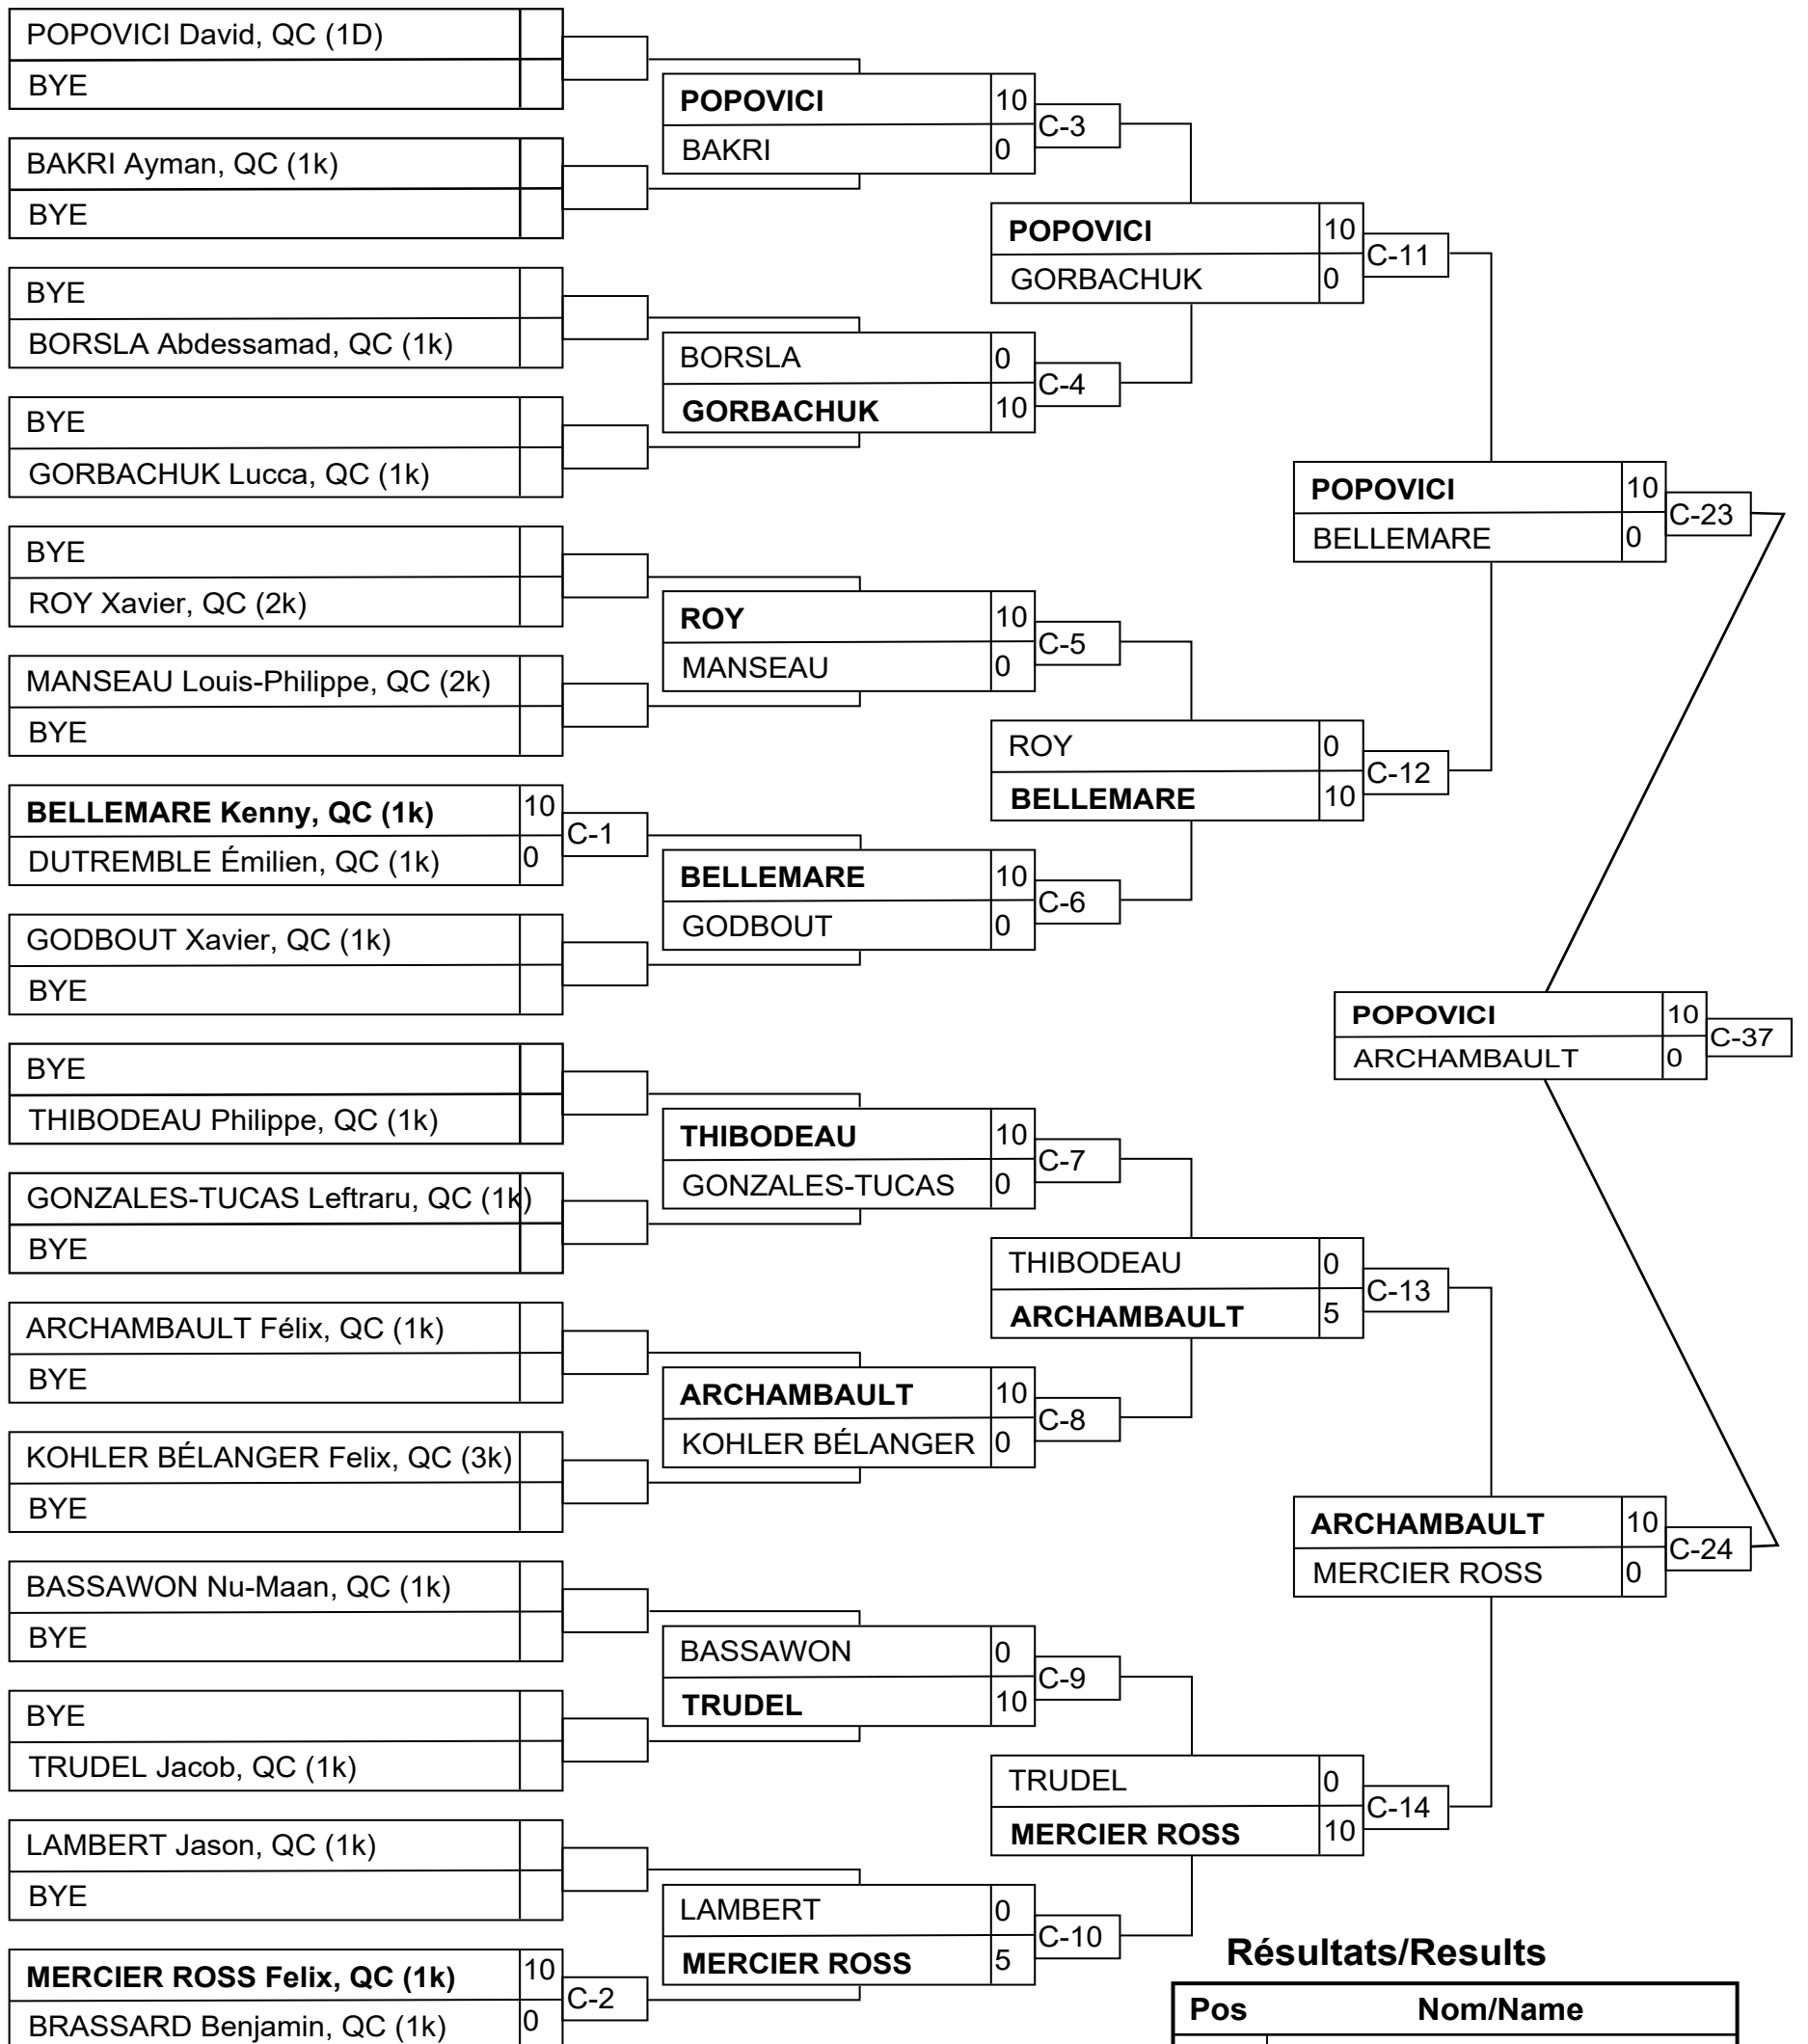 POPOVICI David, QC (1D)
BYE
BAKRI Ayman, QC (1k)
BYE
BYE
BORSLA Abdessamad, QC (1k)
BYE
GORBACHUK Lucca, QC (1k)
BYE
ROY Xavier, QC (2k)
MANSEAU Louis-Philippe, QC (2k)
BYE
BELLEMARE Kenny, QC (1k) 10
DUTREMBLE Émilien, QC (1k) 0
C-1
GODBOUT Xavier, QC (1k)
BYE
BYE
THIBODEAU Philippe, QC (1k)
GONZALES-TUCAS Leftraru, QC (1k)
BYE
ARCHAMBAULT Félix, QC (1k)
BYE
KOHLER BÉLANGER Felix, QC (3k)
BYE
BASSAWON Nu-Maan, QC (1k)
BYE
BYE
TRUDEL Jacob, QC (1k)
LAMBERT Jason, QC (1k)
BYE
MERCIER ROSS Felix, QC (1k) 10
BRASSARD Benjamin, QC (1k) 0
C-2
POPOVICI 10
BAKRI 0
C-3
BORSLA 0
GORBACHUK 10
C-4
ROY 10
MANSEAU 0
C-5
BELLEMARE 10
GODBOUT 0
C-6
THIBODEAU 10
GONZALES-TUCAS 0
C-7
ARCHAMBAULT 10
KOHLER BÉLANGER 0
C-8
BASSAWON 0
TRUDEL 10
C-9
LAMBERT 0
MERCIER ROSS 5
C-10
POPOVICI 10
GORBACHUK 0
C-11
ROY 0
BELLEMARE 10
C-12
THIBODEAU 0
ARCHAMBAULT 5
C-13
TRUDEL 0
MERCIER ROSS 10
C-14
POPOVICI 10
BELLEMARE 0
C-23
ARCHAMBAULT 10
MERCIER ROSS 0
C-24
POPOVICI 10
ARCHAMBAULT 0
C-37
Résultats/Results
Pos Nom/Name